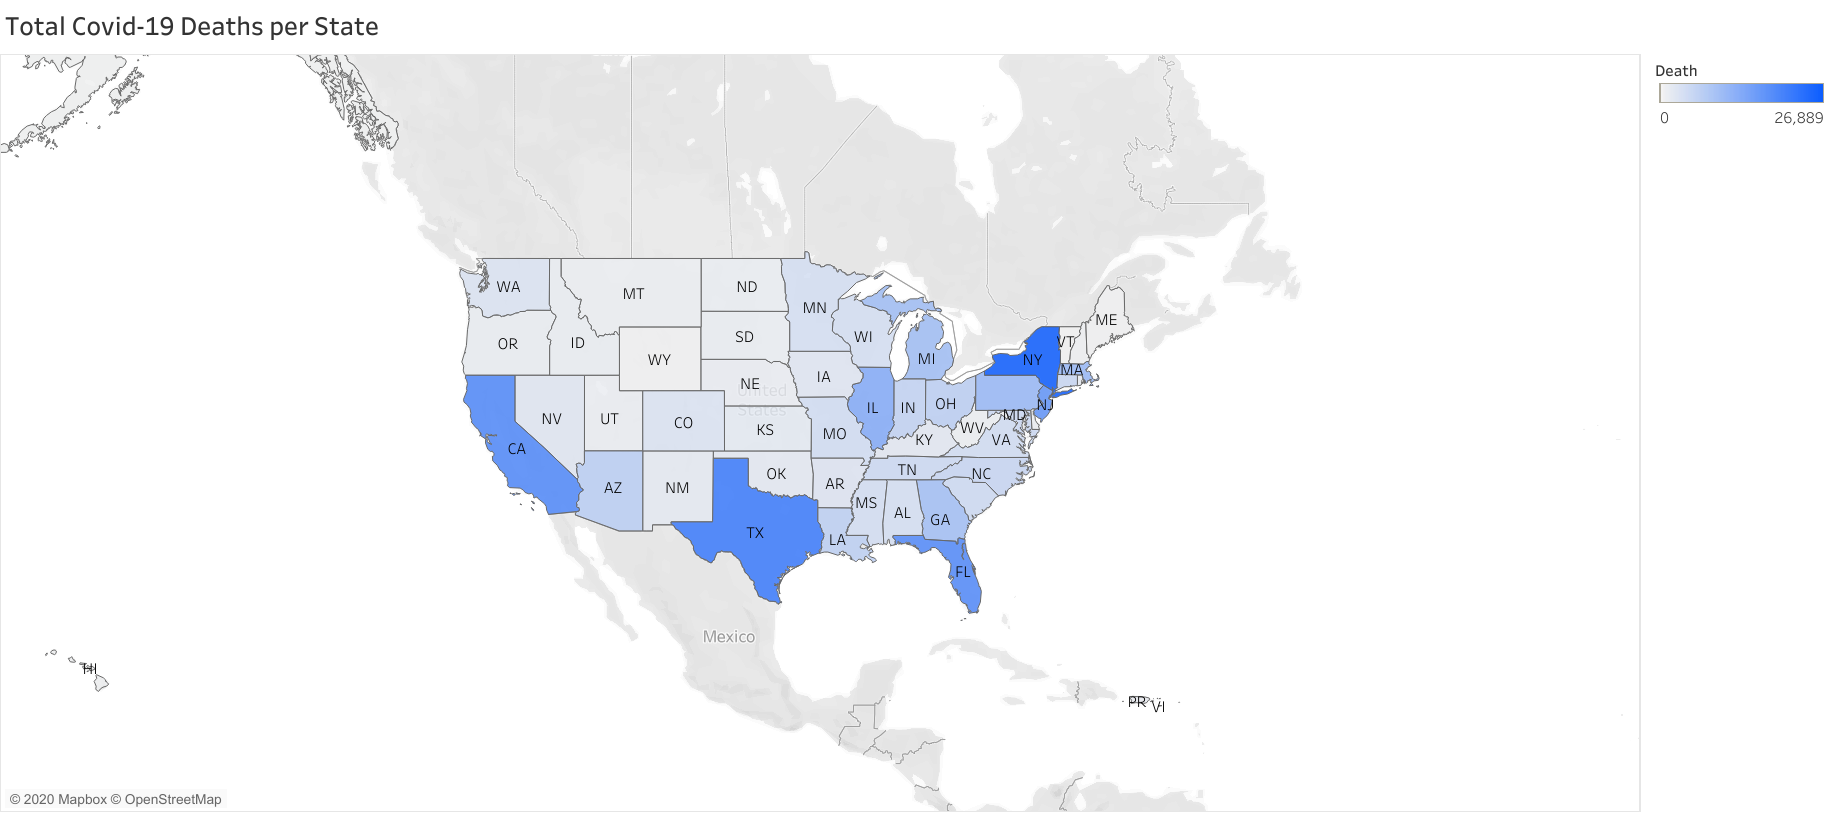 Total Covid-19 Deaths per State
Death
0 26,889
WA
MT
ND
MN
ME
OR
ID
SD
WI
VT
WY
MI
NY
MA
NE
IA
United
States
NV
UT
CO
KS
MO
IL
IN
OH
NJ
MD
CA
KY
WV
VA
AZ
NM
OK
AR
TN
NC
TX
MS
AL
GA
LA
FL
Mexico
HI
PR
VI
© 2020 Mapbox © OpenStreetMap